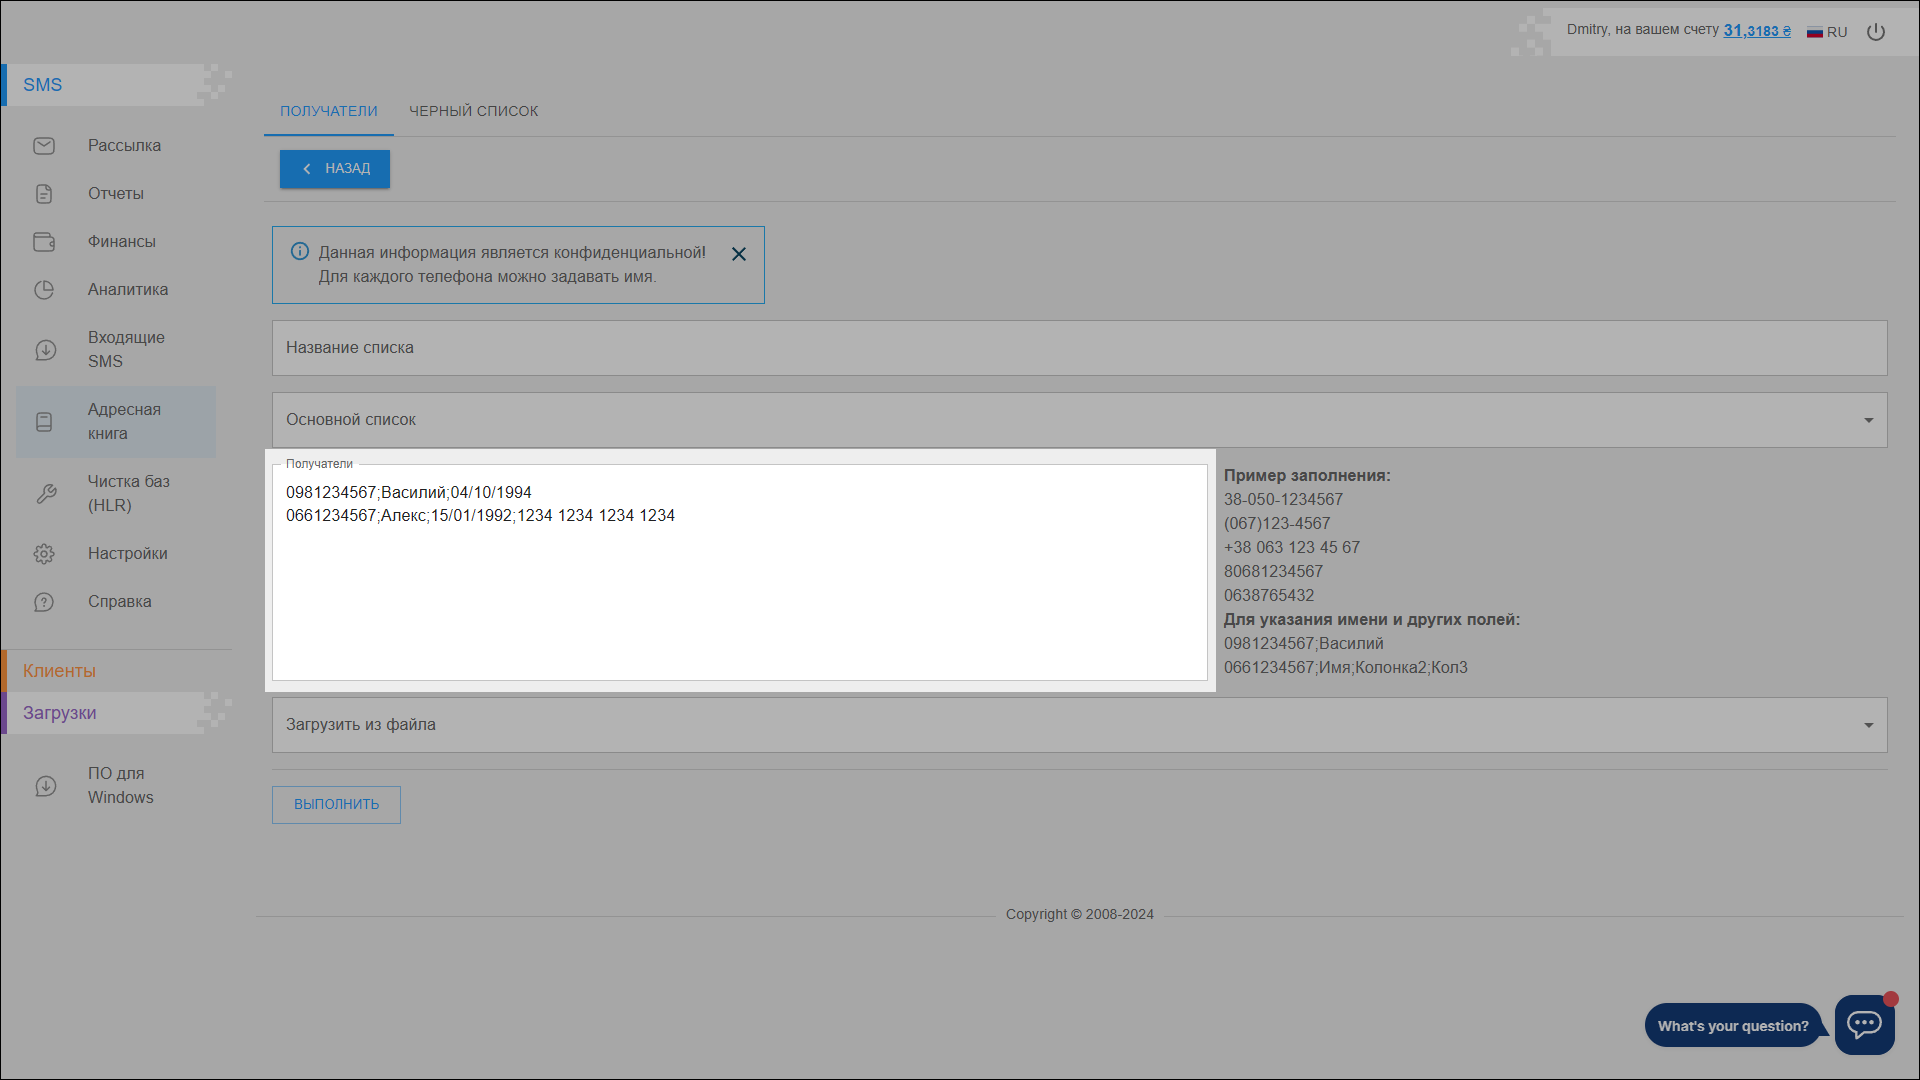 Dmitry, на вашем счету 31,3183 ₴
RU
SMS
Рассылка
Отчеты
Финансы
Аналитика
Входящие
SMS
Адресная
книга
Чистка баз
(HLR)
Настройки
Справка
Клиенты
Загрузки
ПО для
Windows
ПОЛУЧАТЕЛИ
ЧЕРНЫЙ СПИСОК
НАЗАД
Данная информация является конфиденциальной!
Для каждого телефона можно задавать имя.
Название списка
Основной список
Получатели
0981234567;Василий;04/10/1994
0661234567;Алекс;15/01/1992;1234 1234 1234 1234
Пример заполнения:
38-050-1234567
(067)123-4567
+38 063 123 45 67
80681234567
0638765432
Для указания имени и других полей:
0981234567;Василий
0661234567;Имя;Колонка2;Кол3
Загрузить из файла
ВЫПОЛНИТЬ
Copyright © 2008-2024
What's your question?